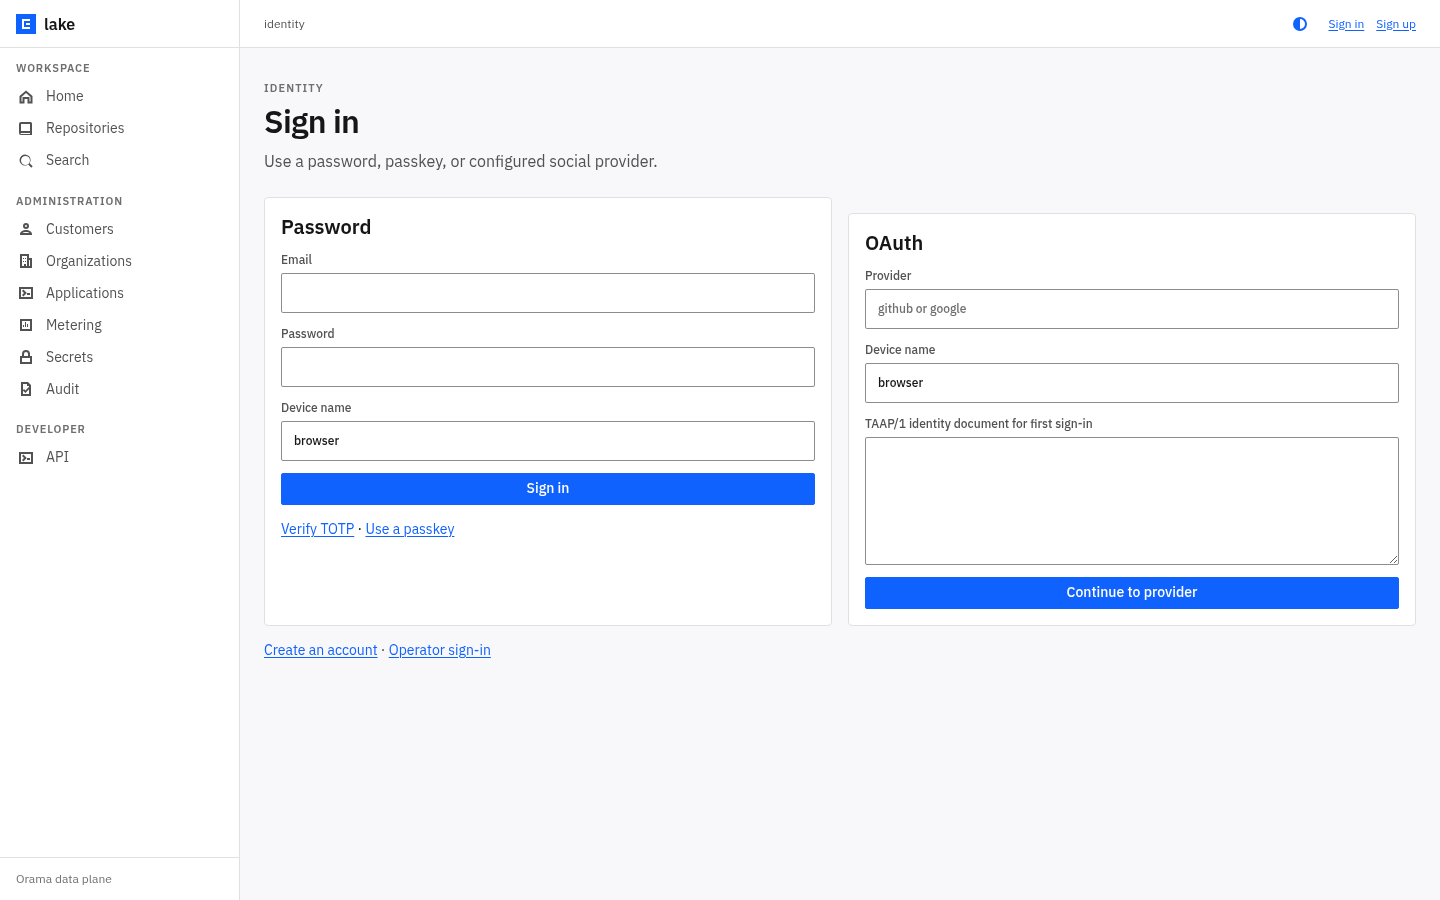 lake
identity
Sign in
Sign up
WORKSPACE
Home
Repositories
Search
ADMINISTRATION
Customers
Organizations
Applications
Metering
Secrets
Audit
DEVELOPER
API
Orama data plane
IDENTITY
Sign in
Use a password, passkey, or configured social provider.
Password
Email
Password
Device name
browser
Sign in
Verify TOTP · Use a passkey
OAuth
Provider
github or google
Device name
browser
TAAP/1 identity document for first sign-in
Continue to provider
Create an account · Operator sign-in